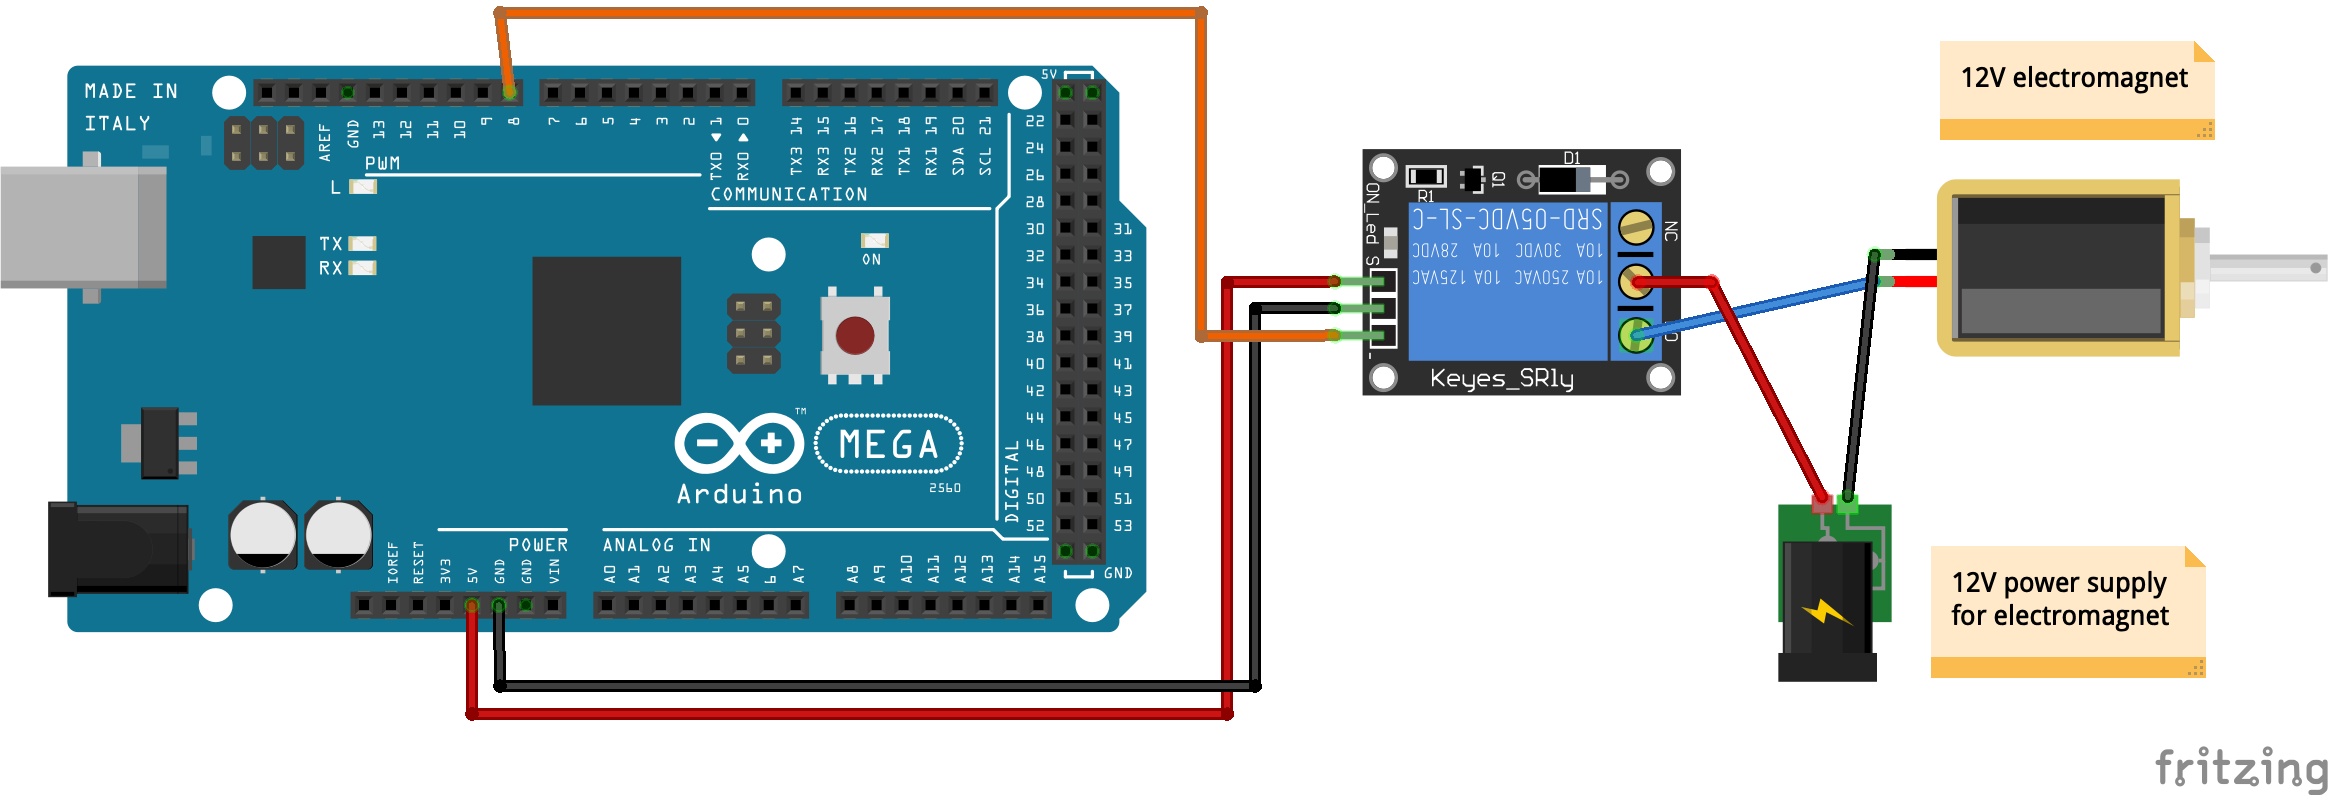 MADE IN
ITALY
AREF
GND
13
12
11
10
9
8
7
6
5
4
3
2
TX0 1
RX0 0
TX3 14
RX3 15
TX2 16
RX2 17
TX1 18
RX1 19
SDA 20
SCL 21
5V
PWM
L
COMMUNICATION
TX
RX
ON
22
24
26
28
30 31
32 33
34 35
36 37
38 39
40 41
42 43
44 45
46 47
48 49
50 51
52 53
GND
DIGITAL
TM
MEGA
Arduino
2560
POWER
ANALOG IN
IOREF
RESET
3V3
5V
GND
GND
VIN
A0
A1
A2
A3
A4
A5
6
A7
A8
A9
A10
A11
A12
A13
A14
A15
ON_Led
S
-
R1
Q1
D1
SRD-05VDC-SL-C
10A 30VDC 10A 28VDC
10A 250VAC 10A 125VAC
NC
Keyes_SRly
12V electromagnet
12V power supply
for electromagnet
fritzing